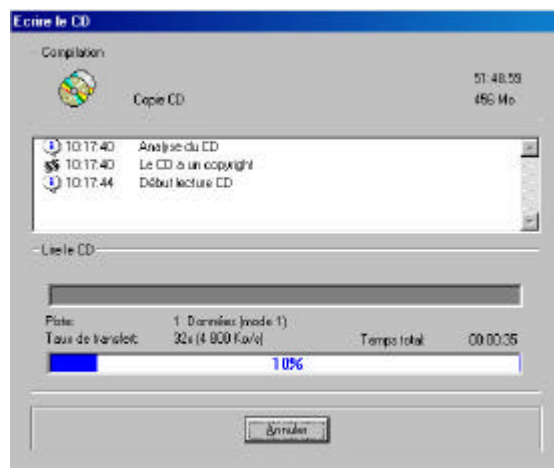 Ecrire le CD
Compilation
51:48.59
Copie CD
456 Mo
10:17:40 Analyse du CD
10:17:40 Le CD a un copyright
10:17:44 Début lecture CD
Lire le CD
Piste: 1 Données (mode 1)
Taux de transfert: 32x (4 800 Ko/s) Temps total: 00:00:35
10%
Annuler